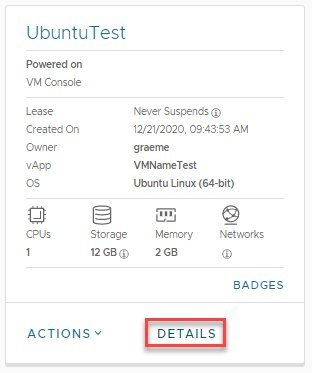 UbuntuTest
Powered on
VM Console
Lease Never Suspends
Created On 12/21/2020, 09:43:53 AM
Owner graeme
vApp VMNameTest
OS Ubuntu Linux (64-bit)
CPUs Storage Memory Networks
1 12 GB 2 GB
BADGES
ACTIONS DETAILS